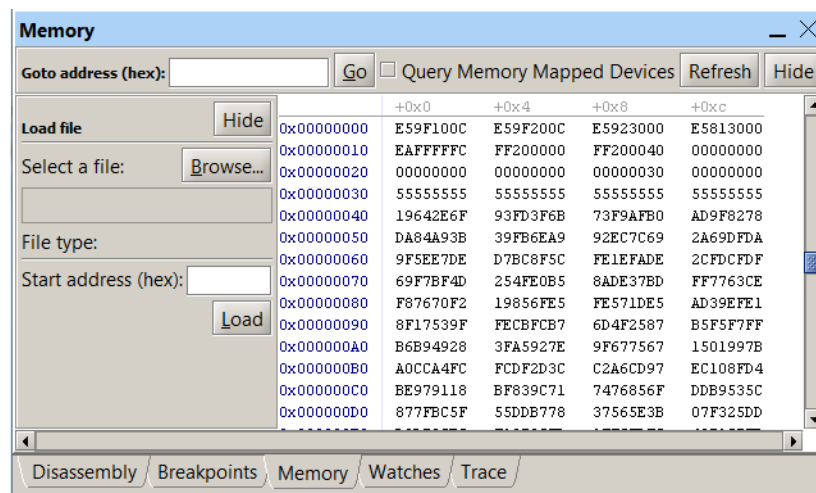 Memory
Goto address (hex): Go Query Memory Mapped Devices Refresh Hide
Load file Hide
Select a file: Browse...
File type:
Start address (hex):
Load
+0x0 +0x4 +0x8 +0xc
0x00000000 E59F100C E59F200C E5923000 E5813000
0x00000010 EAFFFFFC FF200000 FF200040 00000000
0x00000020 00000000 00000000 00000030 00000000
0x00000030 55555555 55555555 55555555 55555555
0x00000040 19642E6F 93FD3F6B 73F9AFB0 AD9F8278
0x00000050 DA84A93B 39FB6EA9 92EC7C69 2A69DFDA
0x00000060 9F5EE7DE D7BC8F5C FE1EFADE 2CFDCFDF
0x00000070 69F7BF4D 254FE0B5 8ADE37BD FF7763CE
0x00000080 F87670F2 19856FE5 FE571DE5 AD39EFE1
0x00000090 8F17539F FECBFCB7 6D4F2587 B5F5F7FF
0x000000A0 B6B94928 3FA5927E 9F677567 1501997B
0x000000B0 A0CCA4FC FCDF2D3C C2A6CD97 EC108FD4
0x000000C0 BE979118 BF839C71 7476856F DDB9535C
0x000000D0 877FBC5F 55DDB778 37565E3B 07F325DD
Disassembly Breakpoints Memory Watches Trace